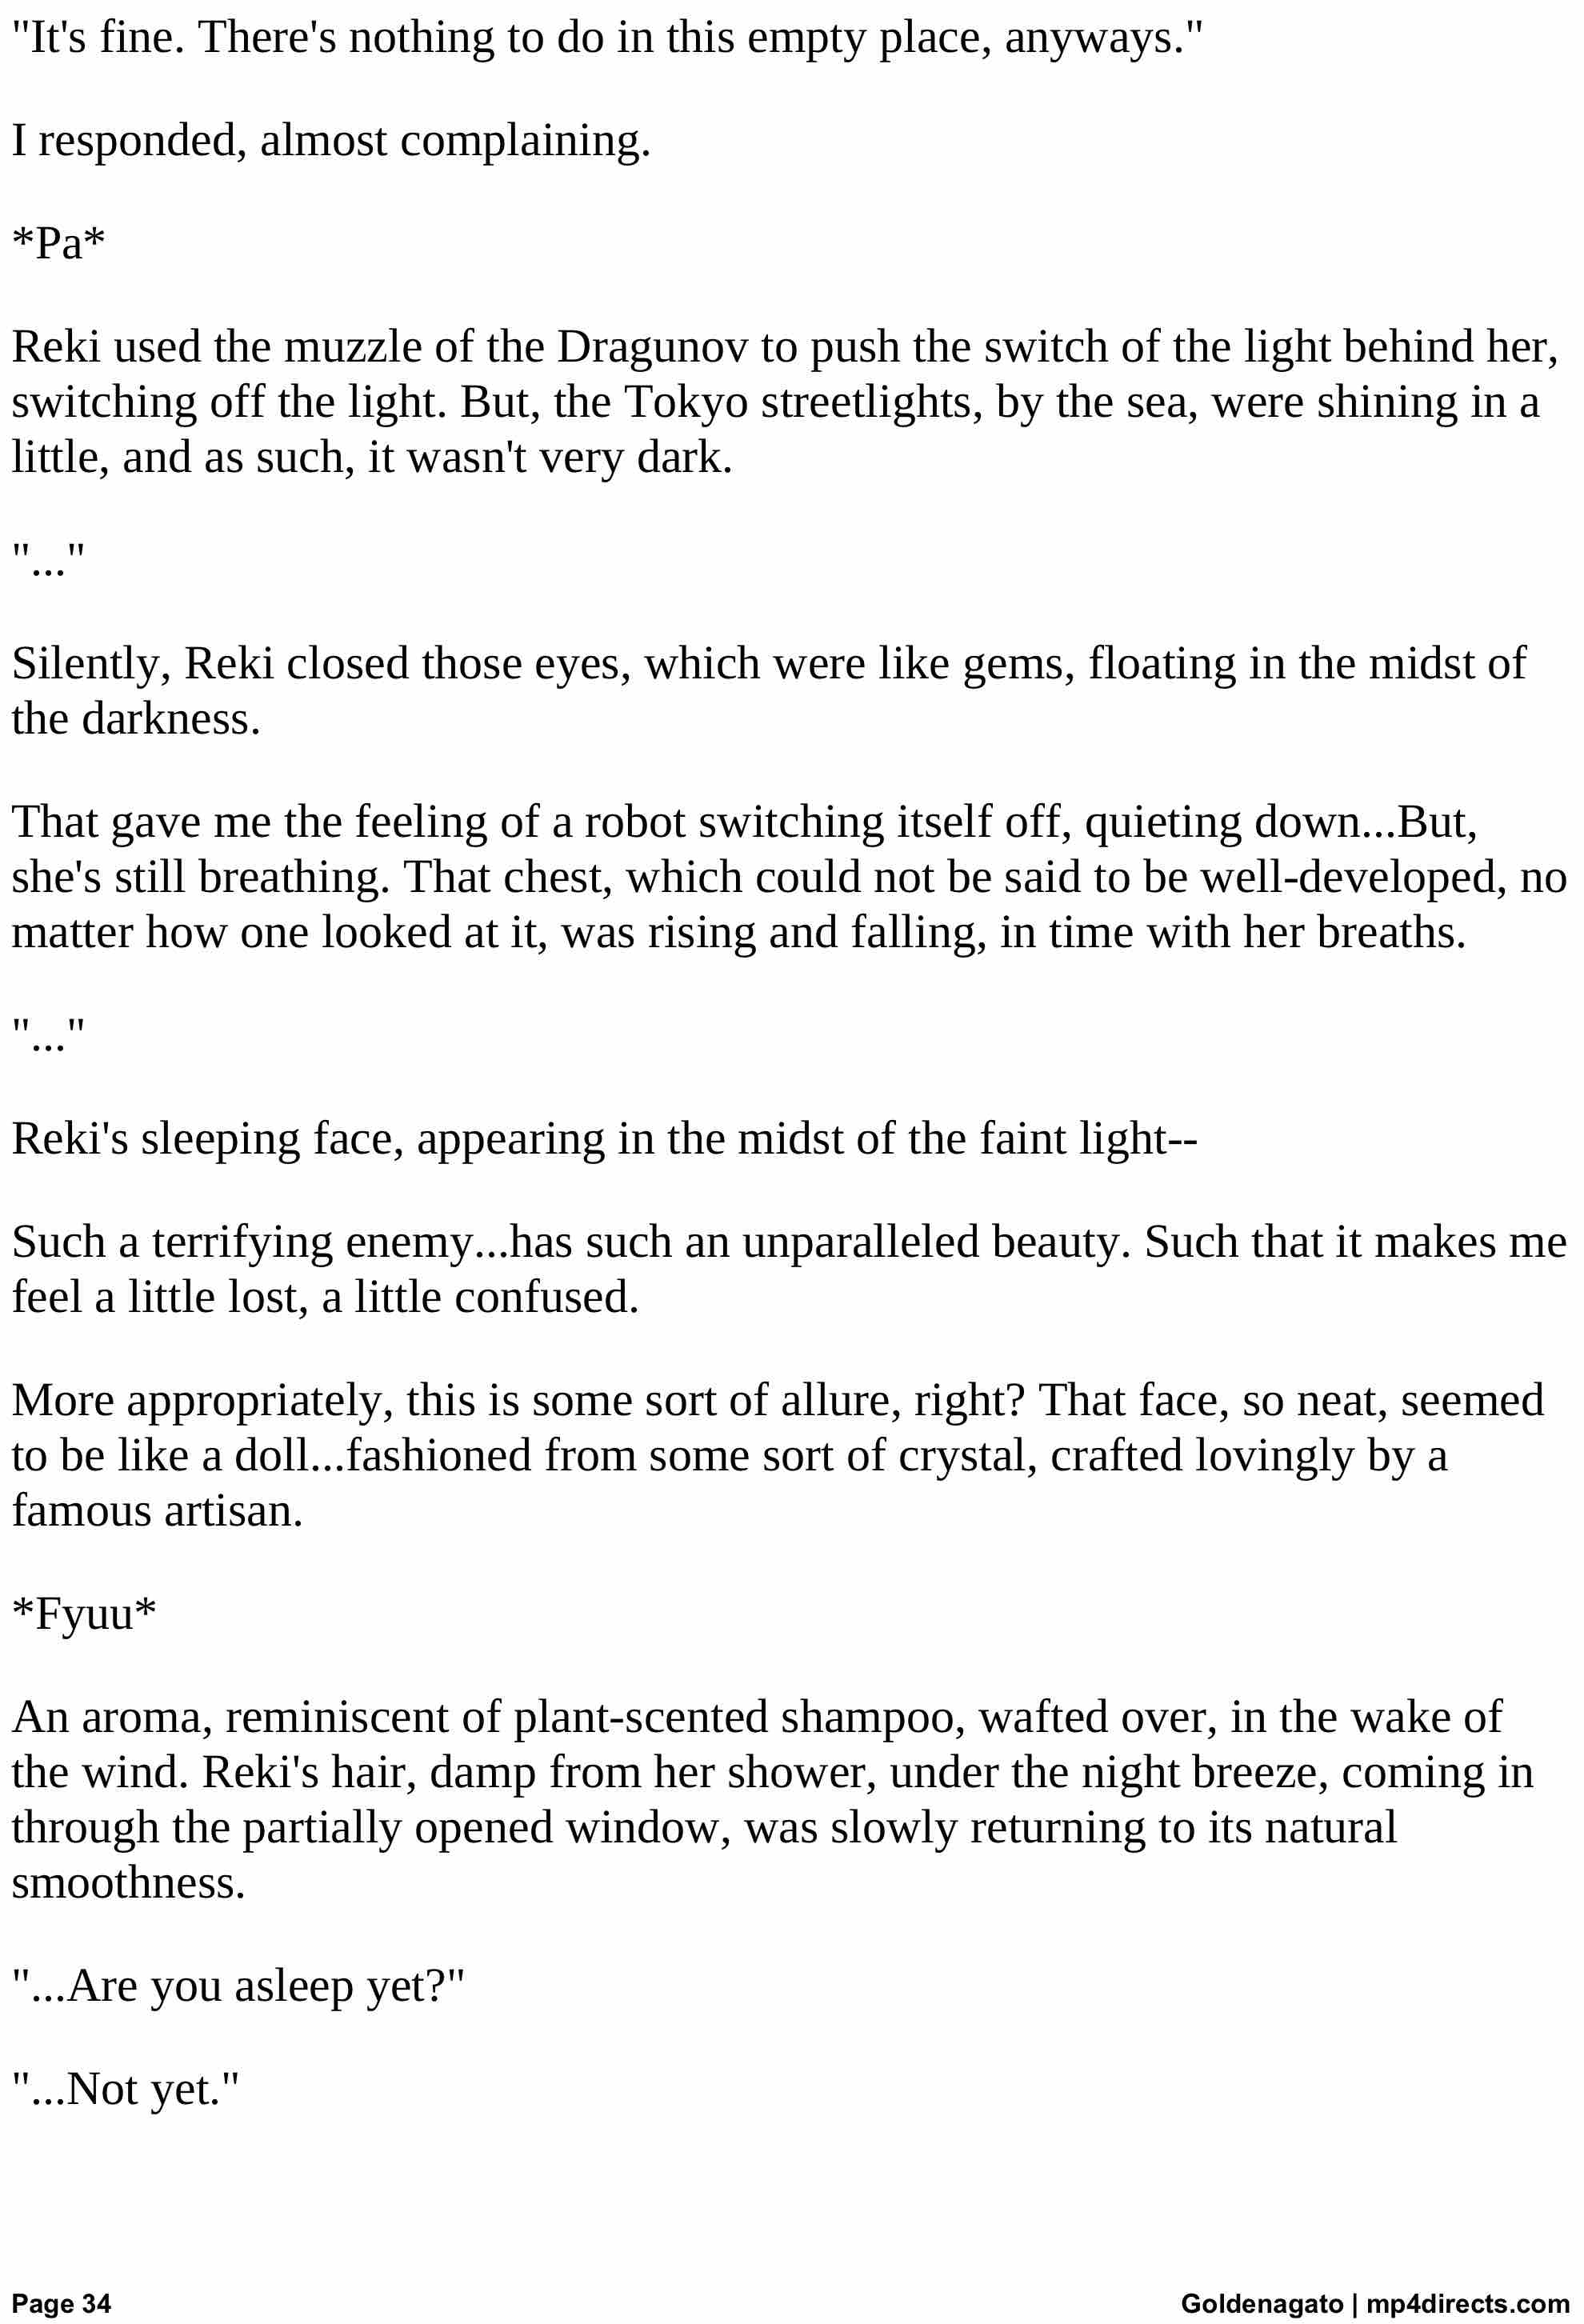 "It's fine. There's nothing to do in this empty place, anyways."
I responded, almost complaining.
*Pa*
Reki used the muzzle of the Dragunov to push the switch of the light behind her,
switching off the light. But, the Tokyo streetlights, by the sea, were shining in a
little, and as such, it wasn't very dark.
"..."
Silently, Reki closed those eyes, which were like gems, floating in the midst of
the darkness.
That gave me the feeling of a robot switching itself off, quieting down...But,
she's still breathing. That chest, which could not be said to be well-developed, no
matter how one looked at it, was rising and falling, in time with her breaths.
"..."
Reki's sleeping face, appearing in the midst of the faint light--
Such a terrifying enemy...has such an unparalleled beauty. Such that it makes me
feel a little lost, a little confused.
More appropriately, this is some sort of allure, right? That face, so neat, seemed
to be like a doll...fashioned from some sort of crystal, crafted lovingly by a
famous artisan.
*Fyuu*
An aroma, reminiscent of plant-scented shampoo, wafted over, in the wake of
the wind. Reki's hair, damp from her shower, under the night breeze, coming in
through the partially opened window, was slowly returning to its natural
smoothness.
"...Are you asleep yet?"
"...Not yet."
Page 34
Goldenagato | mp4directs.com